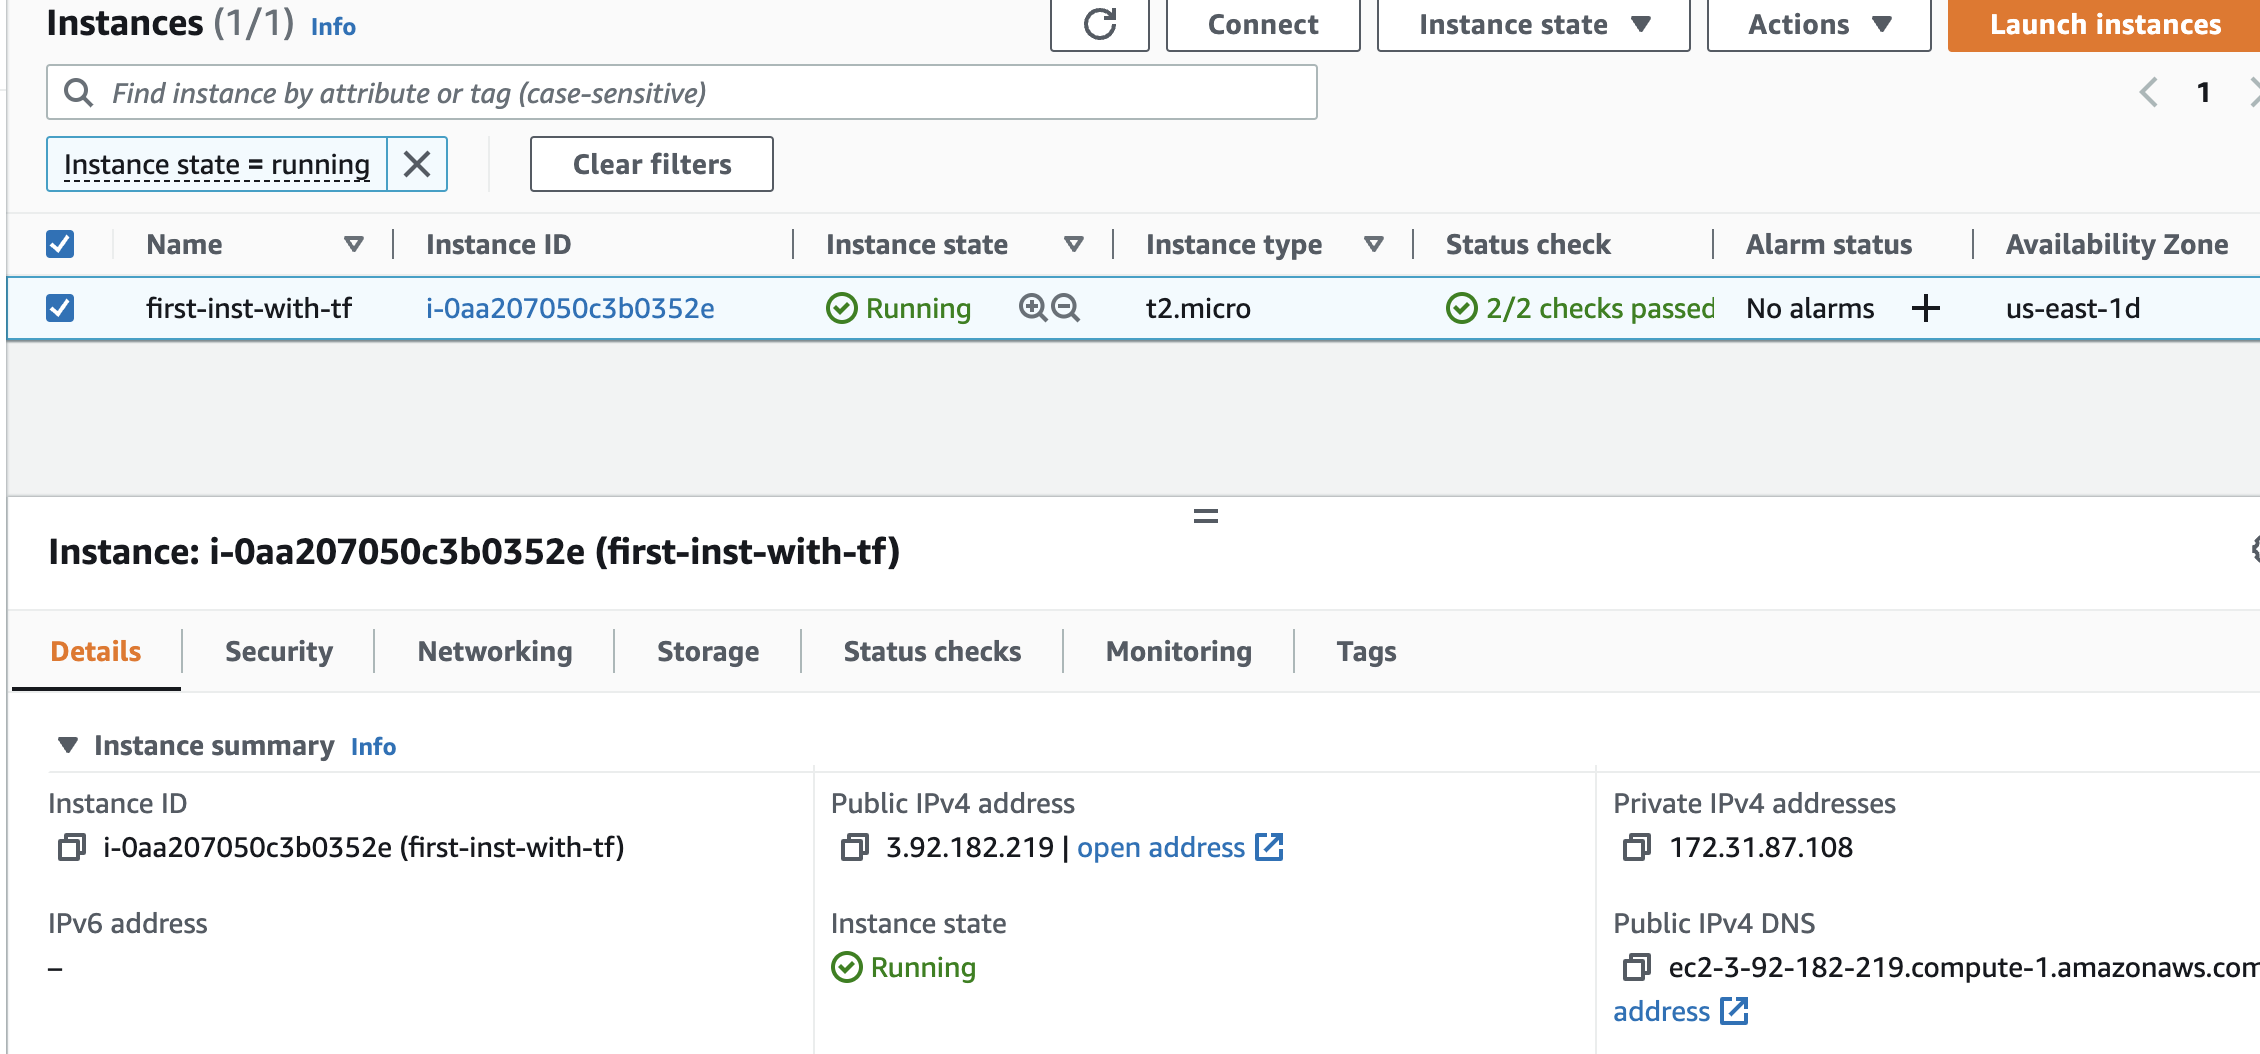 Instances (1/1) Info Connect Instance state Actions Launch instances
Find instance by attribute or tag (case-sensitive) 1
Instance state = running Clear filters
Name Instance ID Instance state Instance type Status check Alarm status Availability Zone
first-inst-with-tf i-0aa207050c3b0352e Running t2.micro 2/2 checks passed No alarms + us-east-1d
Instance: i-0aa207050c3b0352e (first-inst-with-tf)
Details Security Networking Storage Status checks Monitoring Tags
Instance summary Info
Instance ID Public IPv4 address Private IPv4 addresses
i-0aa207050c3b0352e (first-inst-with-tf) 3.92.182.219 | open address 172.31.87.108
IPv6 address Instance state Public IPv4 DNS
– Running ec2-3-92-182-219.compute-1.amazonaws.com
address